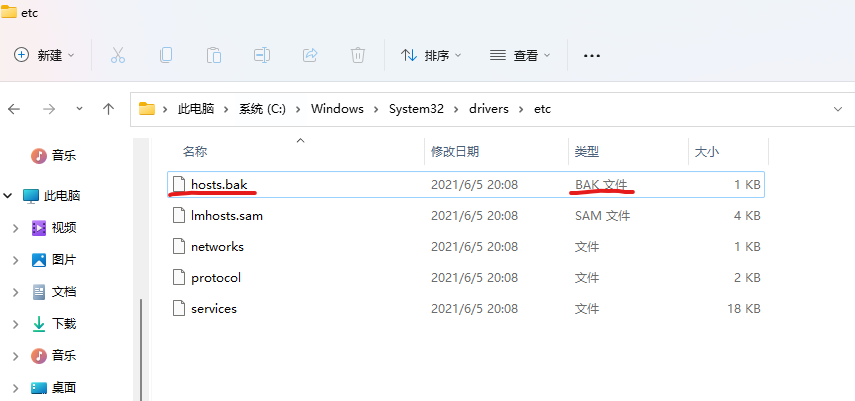 etc
新建 排序 查看
此电脑 系统 (C:) Windows System32 drivers etc
名称 修改日期 类型 大小
音乐
此电脑
视频
图片
文档
下载
音乐
桌面
hosts.bak 2021/6/5 20:08 BAK 文件 1 KB
lmhosts.sam 2021/6/5 20:08 SAM 文件 4 KB
networks 2021/6/5 20:08 文件 1 KB
protocol 2021/6/5 20:08 文件 2 KB
services 2021/6/5 20:08 文件 18 KB